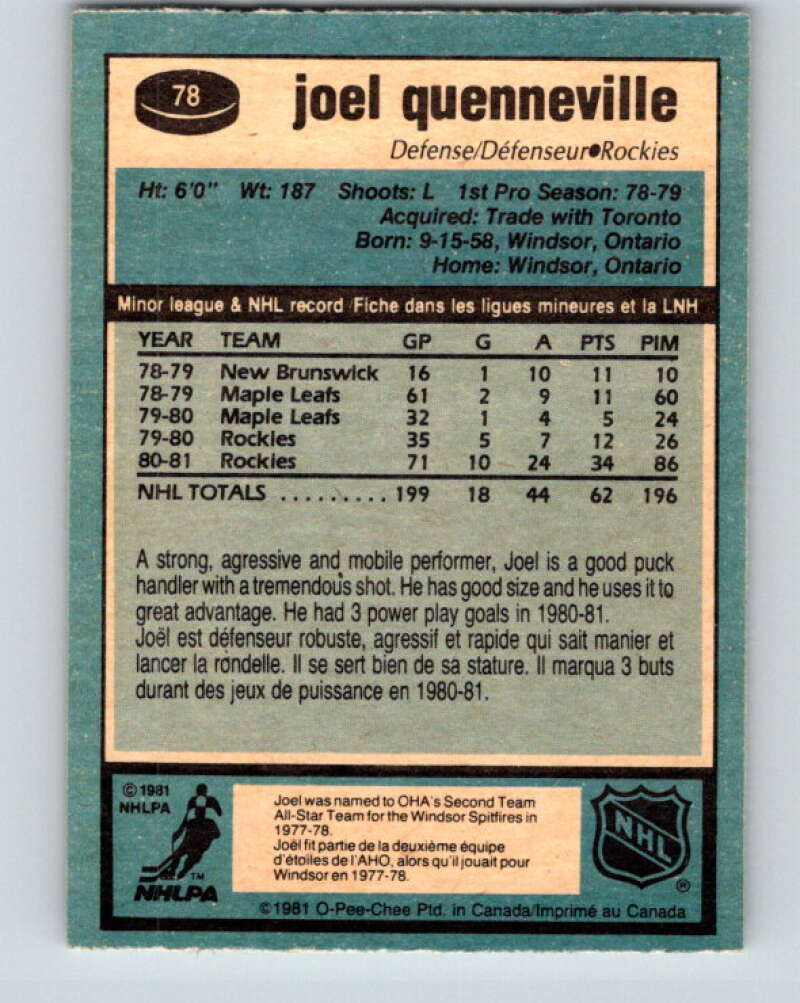 78
joel quenneville
Defense/Défenseur●Rockies
Ht: 6'0" Wt: 187 Shoots: L 1st Pro Season: 78-79
Acquired: Trade with Toronto
Born: 9-15-58, Windsor, Ontario
Home: Windsor, Ontario
Minor league & NHL record/Fiche dans les ligues mineures et la LNH
YEAR TEAM GP G A PTS PIM
78-79 New Brunswick 16 1 10 11 10
78-79 Maple Leafs 61 2 9 11 60
79-80 Maple Leafs 32 1 4 5 24
79-80 Rockies 35 5 7 12 26
80-81 Rockies 71 10 24 34 86
NHL TOTALS ......... 199 18 44 62 196
A strong, agressive and mobile performer, Joel is a good puck
handler with a tremendous shot. He has good size and he uses it to
great advantage. He had 3 power play goals in 1980-81.
Joël est défenseur robuste, agressif et rapide qui sait manier et
lancer la rondelle. Il se sert bien de sa stature. Il marqua 3 buts
durant des jeux de puissance en 1980-81.
© 1981
NHLPA
TM
NHLPA
Joel was named to OHA's Second Team
All-Star Team for the Windsor Spitfires in
1977-78.
Joël fit partie de la deuxième équipe
d'étoiles de l'AHO, alors qu'il jouait pour
Windsor en 1977-78.
NHL
®
©1981 O-Pee-Chee Ptd. in Canada/Imprimé au Canada